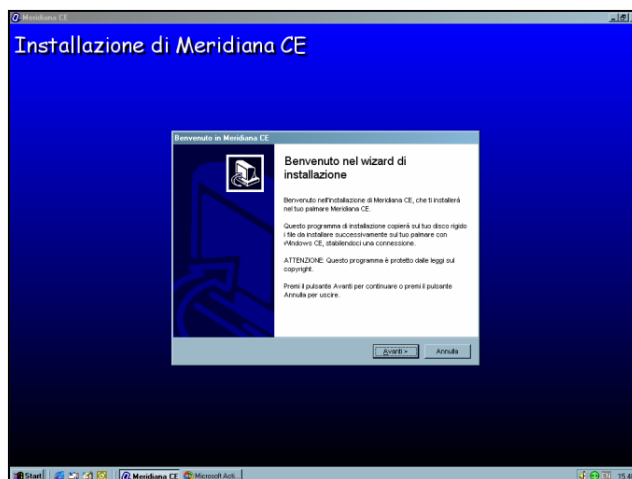 Meridiana CE
Installazione di Meridiana CE
Benvenuto in Meridiana CE
Benvenuto nel wizard di
installazione
Benvenuto nell'installazione di Meridiana CE, che ti installerà
nel tuo palmare Meridiana CE.
Questo programma di installazione copierà sul tuo disco rigido
i file da installare successivamente sul tuo palmare con
Windows CE, stabilendoci una connessione.
ATTENZIONE: Questo programma è protetto dalle leggi sul
copyright.
Premi il pulsante Avanti per continuare o premi il pulsante
Annulla per uscire.
Avanti > Annulla
Start Meridiana CE Microsoft Acti...